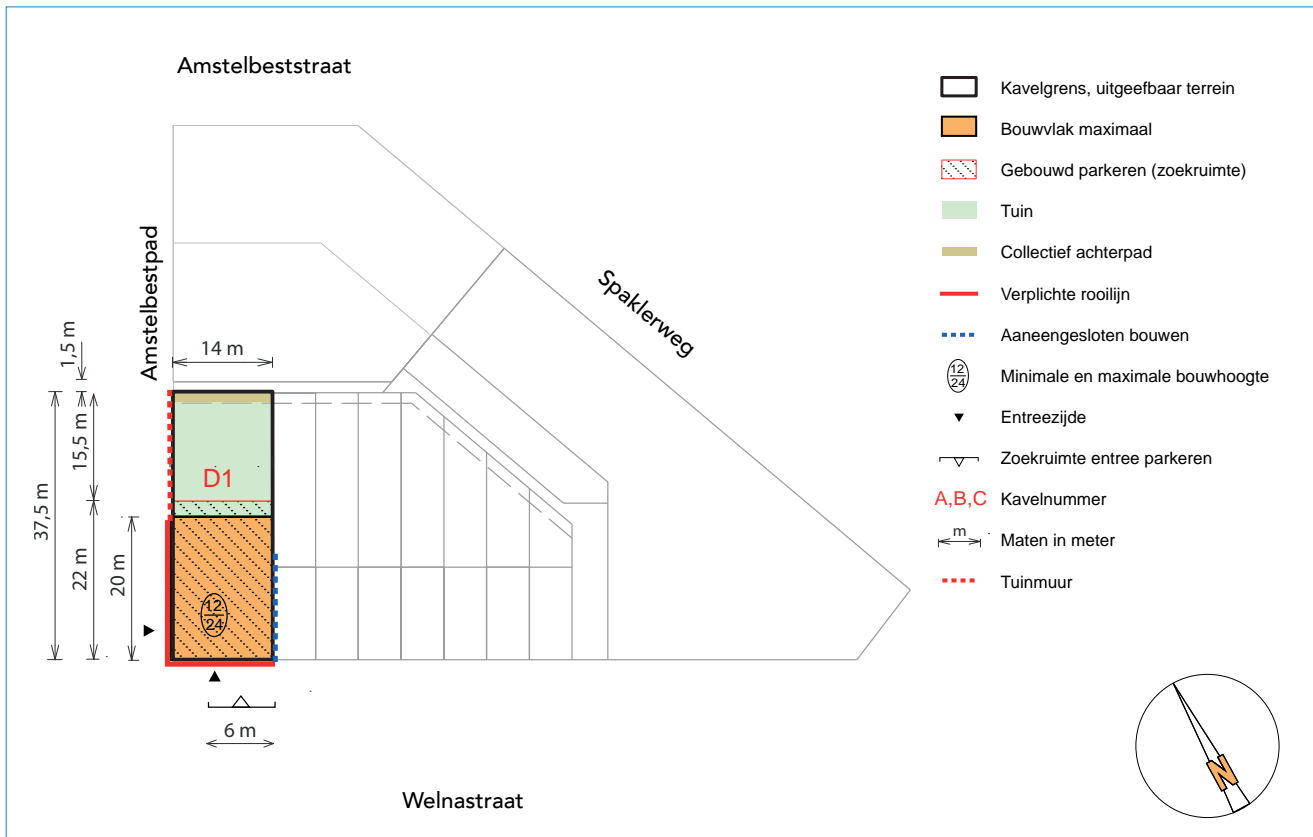 Amstelbeststraat
Amstelbestpad
Spaklerweg
1,5 m
14 m
15,5 m
37,5 m
22 m
20 m
D1
12
24
6 m
Welnastraat
Kavelgrens, uitgeefbaar terrein
Bouwvlak maximaal
Gebouwd parkeren (zoekruimte)
Tuin
Collectief achterpad
Verplichte rooilijn
Aaneengesloten bouwen
12
24
Minimale en maximale bouwhoogte
Entreezijde
Zoekruimte entree parkeren
A,B,C Kavelnummer
m Maten in meter
Tuinmuur
N